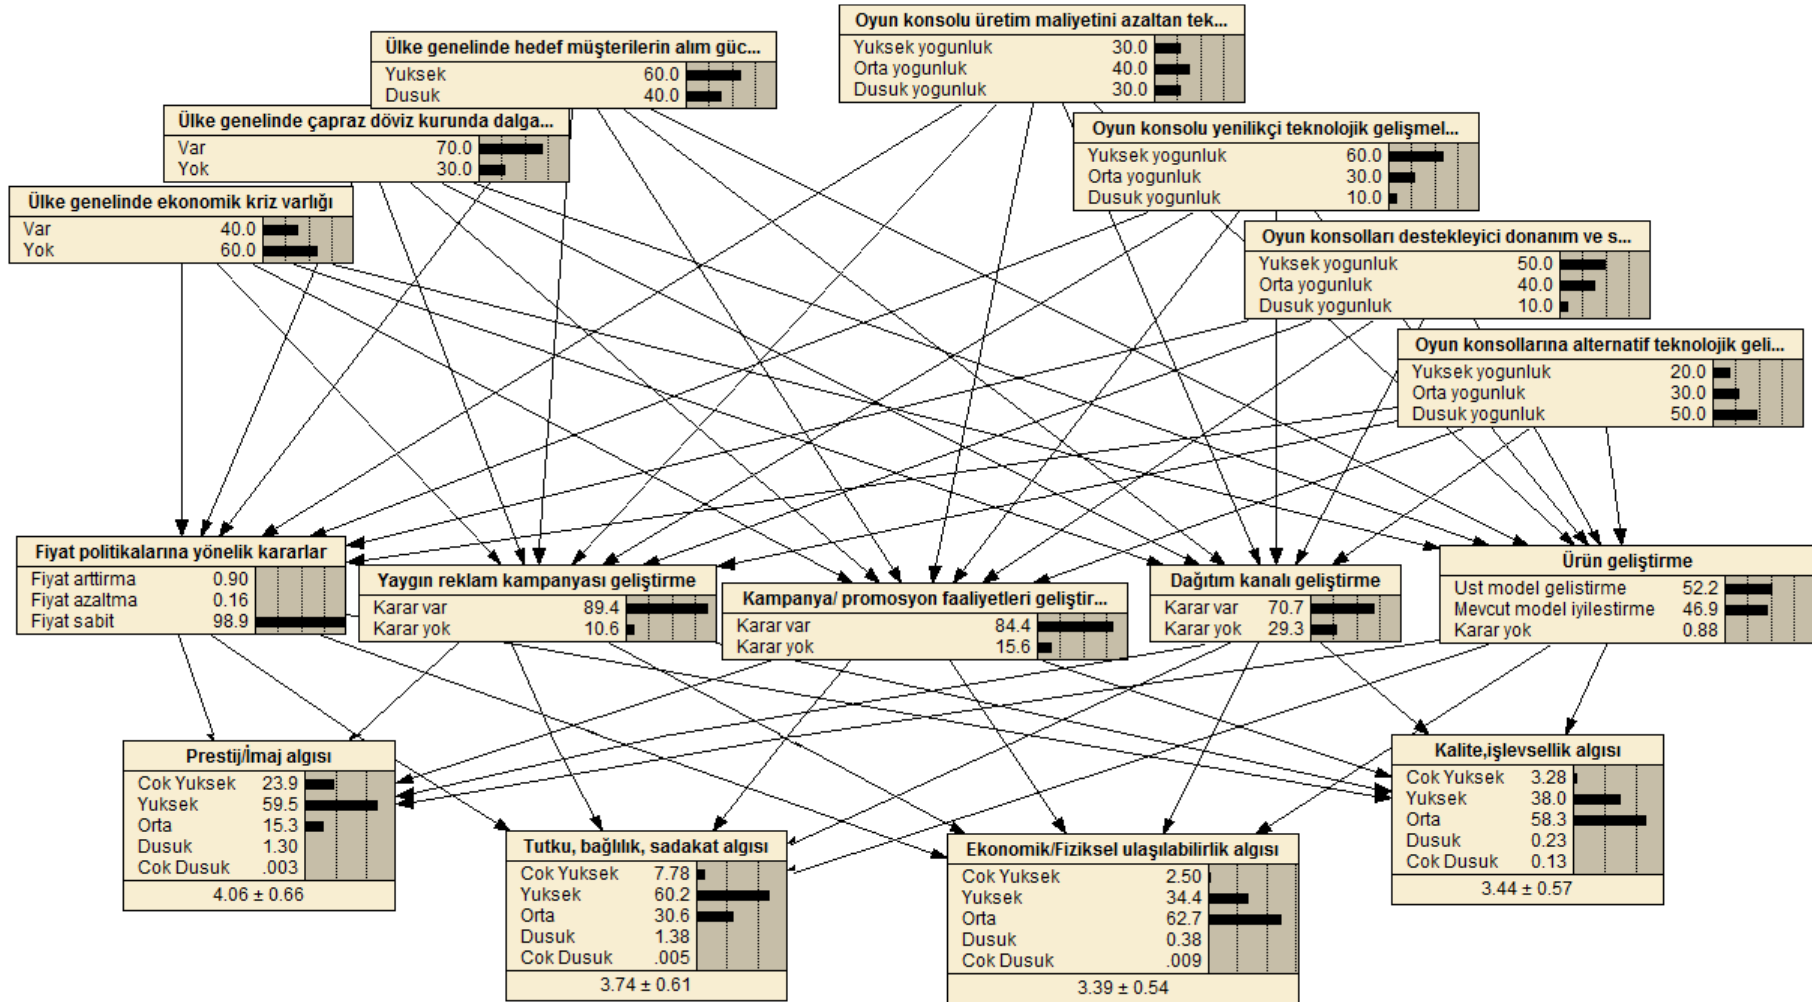 Oyun konsolu üretim maliyetini azaltan tek...
Yuksek yogunluk 30.0
Orta yogunluk 40.0
Dusuk yogunluk 30.0
Ülke genelinde hedef müşterilerin alım güc...
Yuksek 60.0
Dusuk 40.0
Ülke genelinde çapraz döviz kurunda dalga...
Var 70.0
Yok 30.0
Oyun konsolu yenilikçi teknolojik gelişmel...
Yuksek yogunluk 60.0
Orta yogunluk 30.0
Dusuk yogunluk 10.0
Ülke genelinde ekonomik kriz varlığı
Var 40.0
Yok 60.0
Oyun konsolları destekleyici donanım ve s...
Yuksek yogunluk 50.0
Orta yogunluk 40.0
Dusuk yogunluk 10.0
Oyun konsollarına alternatif teknolojik geli...
Yuksek yogunluk 20.0
Orta yogunluk 30.0
Dusuk yogunluk 50.0
Fiyat politikalarına yönelik kararlar
Fiyat arttirma 0.90
Fiyat azaltma 0.16
Fiyat sabit 98.9
Yaygın reklam kampanyası geliştirme
Karar var 89.4
Karar yok 10.6
Kampanya/ promosyon faaliyetleri geliştir...
Karar var 84.4
Karar yok 15.6
Dağıtım kanalı geliştirme
Karar var 70.7
Karar yok 29.3
Ürün geliştirme
Ust model gelistirme 52.2
Mevcut model iyilestirme 46.9
Karar yok 0.88
Prestij/İmaj algısı
Cok Yuksek 23.9
Yuksek 59.5
Orta 15.3
Dusuk 1.30
Cok Dusuk .003
4.06 ± 0.66
Tutku, bağlılık, sadakat algısı
Cok Yuksek 7.78
Yuksek 60.2
Orta 30.6
Dusuk 1.38
Cok Dusuk .005
3.74 ± 0.61
Ekonomik/Fiziksel ulaşılabilirlik algısı
Cok Yuksek 2.50
Yuksek 34.4
Orta 62.7
Dusuk 0.38
Cok Dusuk .009
3.39 ± 0.54
Kalite,işlevsellik algısı
Cok Yuksek 3.28
Yuksek 38.0
Orta 58.3
Dusuk 0.23
Cok Dusuk 0.13
3.44 ± 0.57